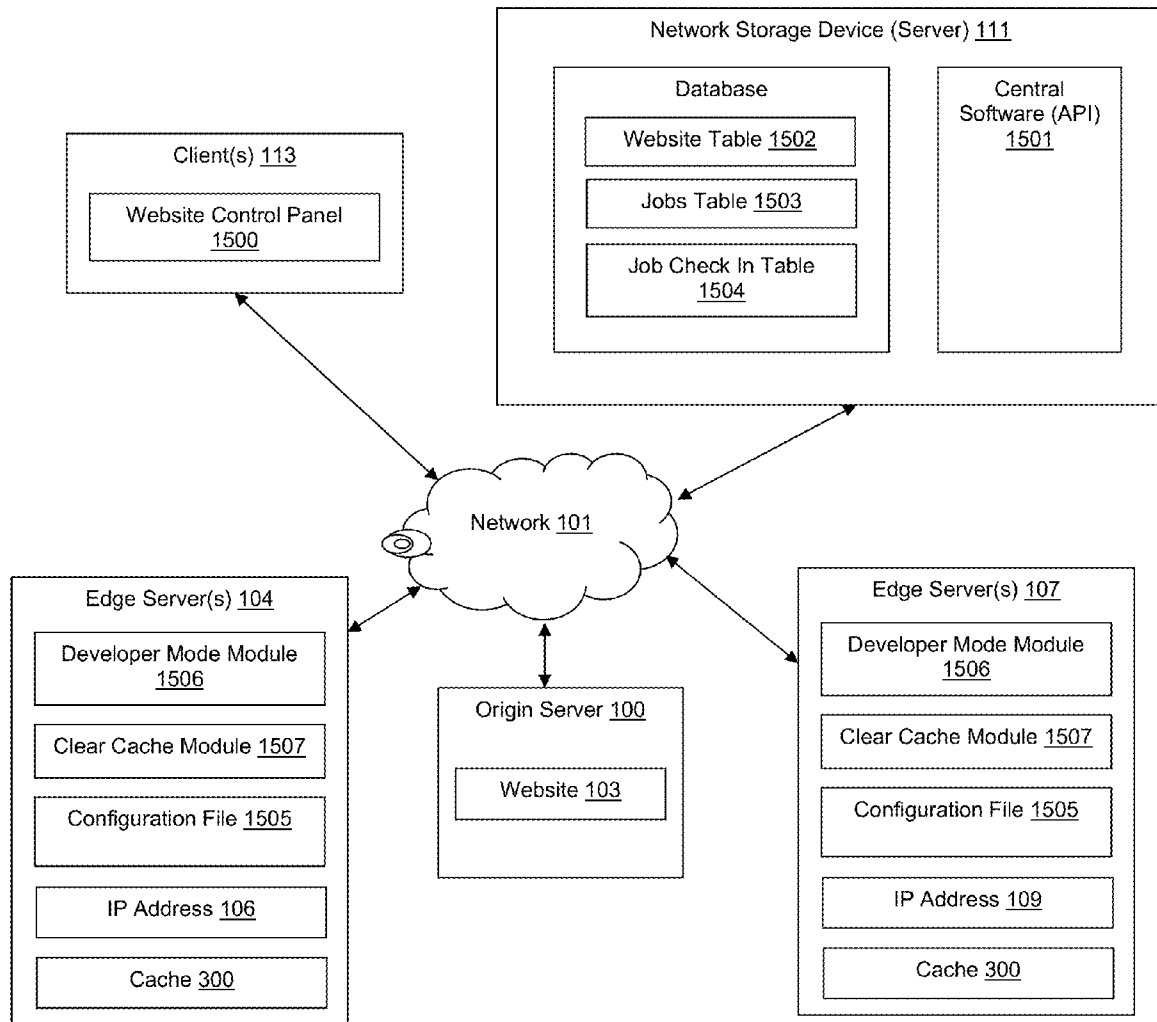 Network Storage Device (Server) 111
Database
Website Table 1502
Jobs Table 1503
Job Check In Table
1504
Central
Software (API)
1501
Client(s) 113
Website Control Panel
1500
Network 101
Edge Server(s) 104
Developer Mode Module
1506
Clear Cache Module 1507
Configuration File 1505
IP Address 106
Cache 300
Origin Server 100
Website 103
Edge Server(s) 107
Developer Mode Module
1506
Clear Cache Module 1507
Configuration File 1505
IP Address 109
Cache 300